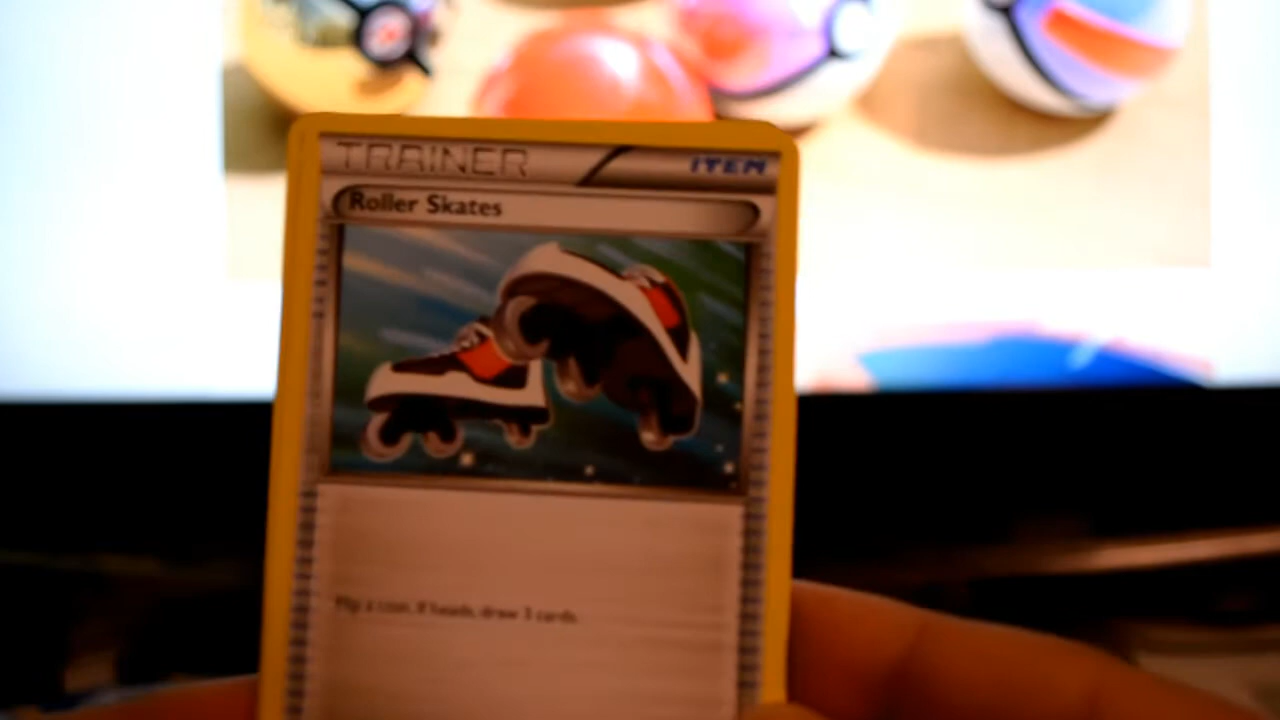 TRAINER ITEM
Roller Skates
Flip a coin. If heads, draw 3 cards.